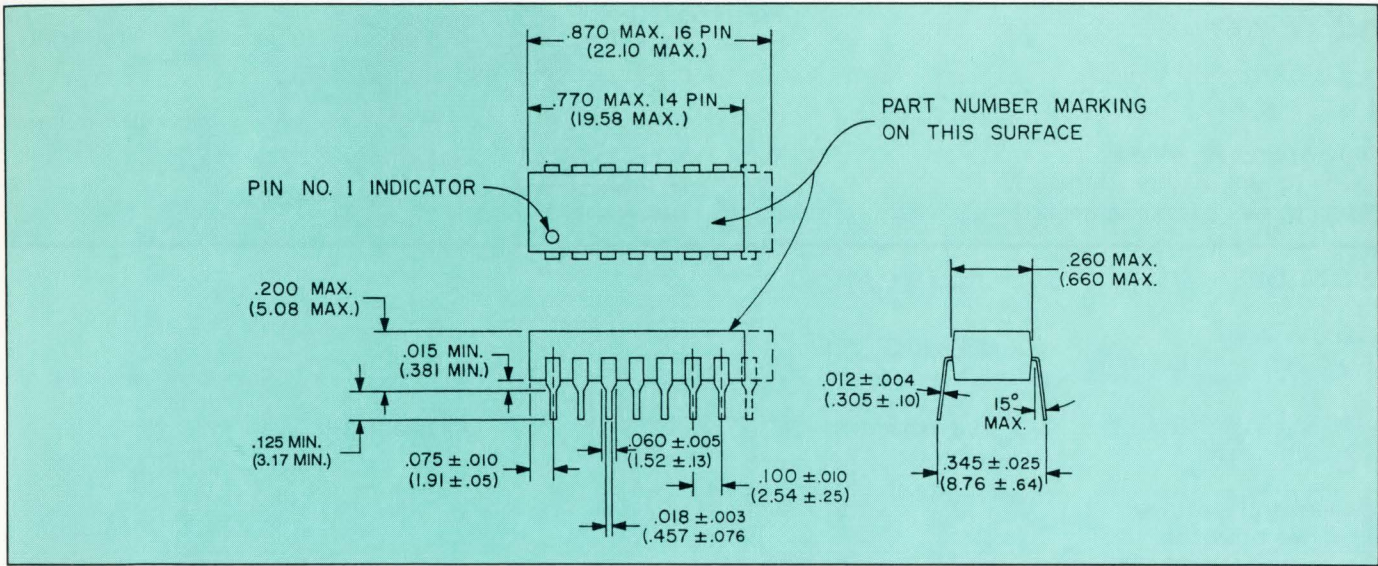 .870 MAX. 16 PIN
(22.10 MAX.)
.770 MAX. 14 PIN
(19.58 MAX.)
PART NUMBER MARKING
ON THIS SURFACE
PIN NO. 1 INDICATOR
.260 MAX.
(.660 MAX.
.200 MAX.
(5.08 MAX.)
.015 MIN.
(.381 MIN.)
.012 ± .004
(.305 ± .10)
15°
MAX.
.125 MIN.
(3.17 MIN.)
.075 ± .010
(1.91 ± .05)
.060 ± .005
(1.52 ± .13)
.100 ± .010
(2.54 ± .25)
.345 ± .025
(8.76 ± .64)
.018 ± .003
(.457 ± .076